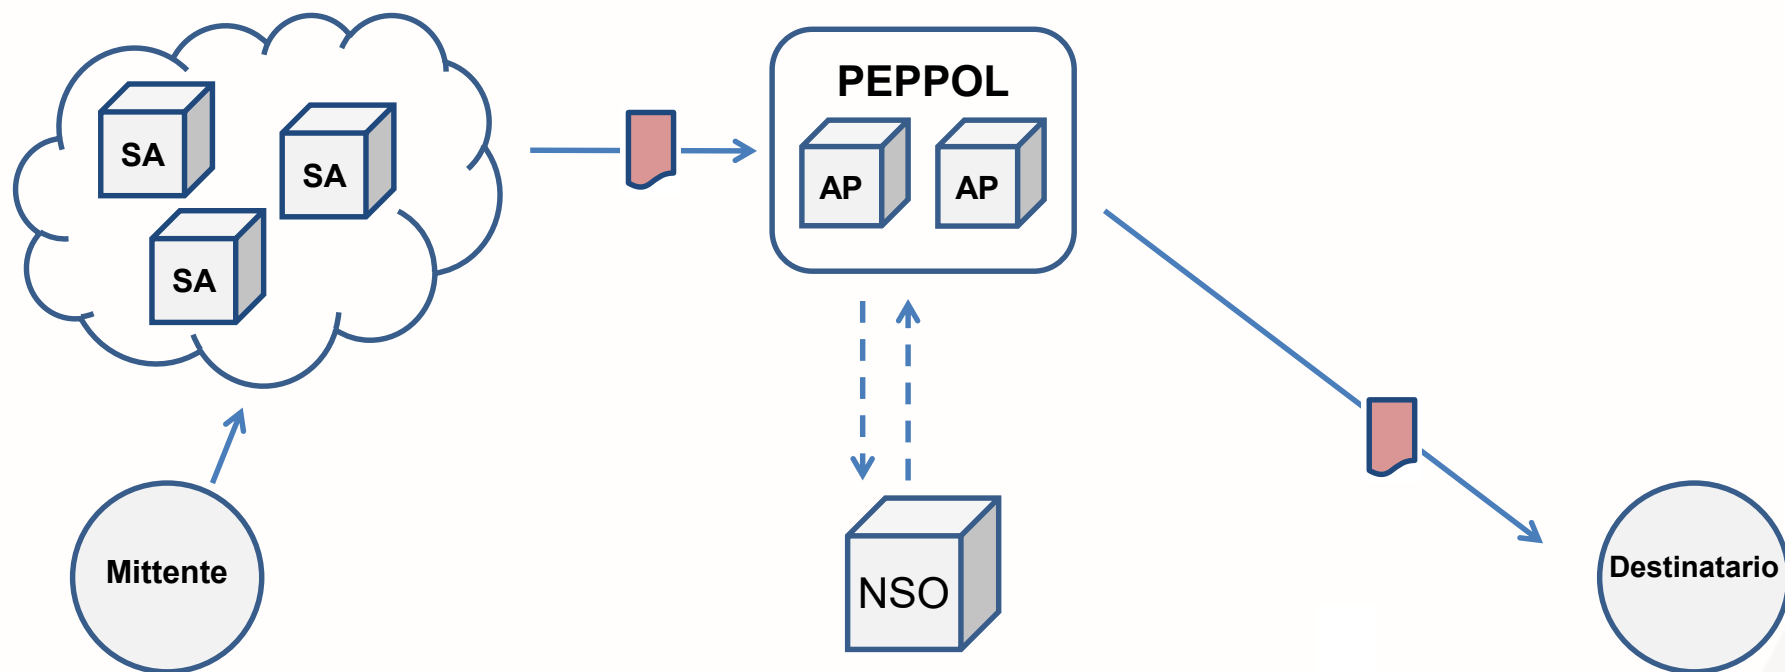 PEPPOL
SA
SA
SA
AP
AP
Mittente
NSO
Destinatario